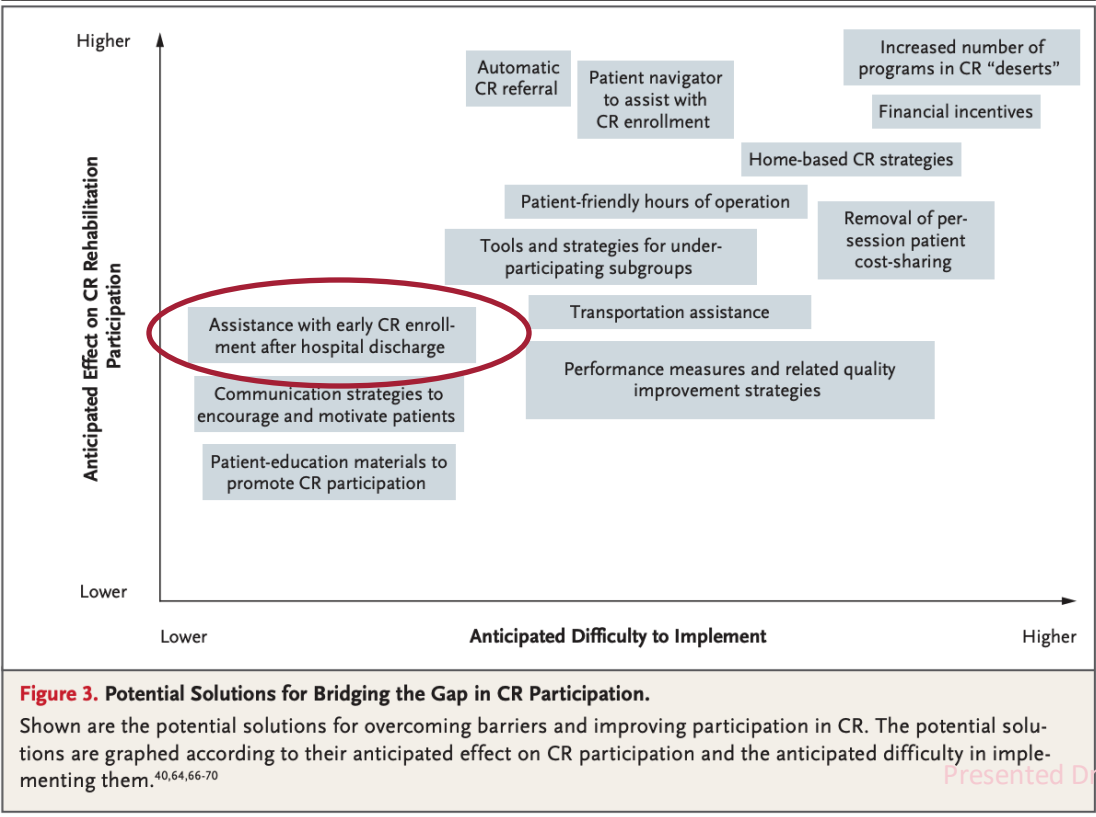 Higher
Automatic
CR referral
Patient navigator
to assist with
CR enrollment
Increased number of
programs in CR “deserts”
Financial incentives
Home-based CR strategies
Patient-friendly hours of operation
Removal of per-
session patient
cost-sharing
Tools and strategies for under-
participating subgroups
Transportation assistance
Assistance with early CR enroll-
ment after hospital discharge
Performance measures and related quality
improvement strategies
Communication strategies to
encourage and motivate patients
Patient-education materials to
promote CR participation
Anticipated Effect on CR Rehabilitation
Participation
Lower
Lower
Anticipated Difficulty to Implement
Higher
Figure 3. Potential Solutions for Bridging the Gap in CR Participation.
Shown are the potential solutions for overcoming barriers and improving participation in CR. The potential solu-
tions are graphed according to their anticipated effect on CR participation and the anticipated difficulty in imple-
menting them.40,64,66-70
Presented